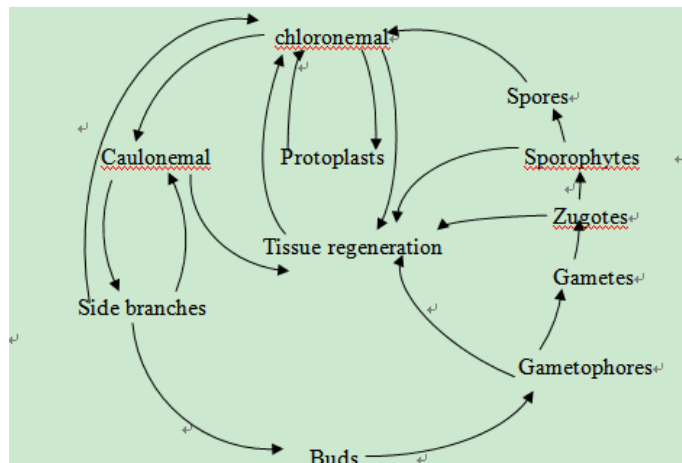 chloronemal
Spores
Caulonemal
Protoplasts
Sporophytes
Zugotes
Tissue regeneration
Gametes
Side branches
Gametophores
Buds